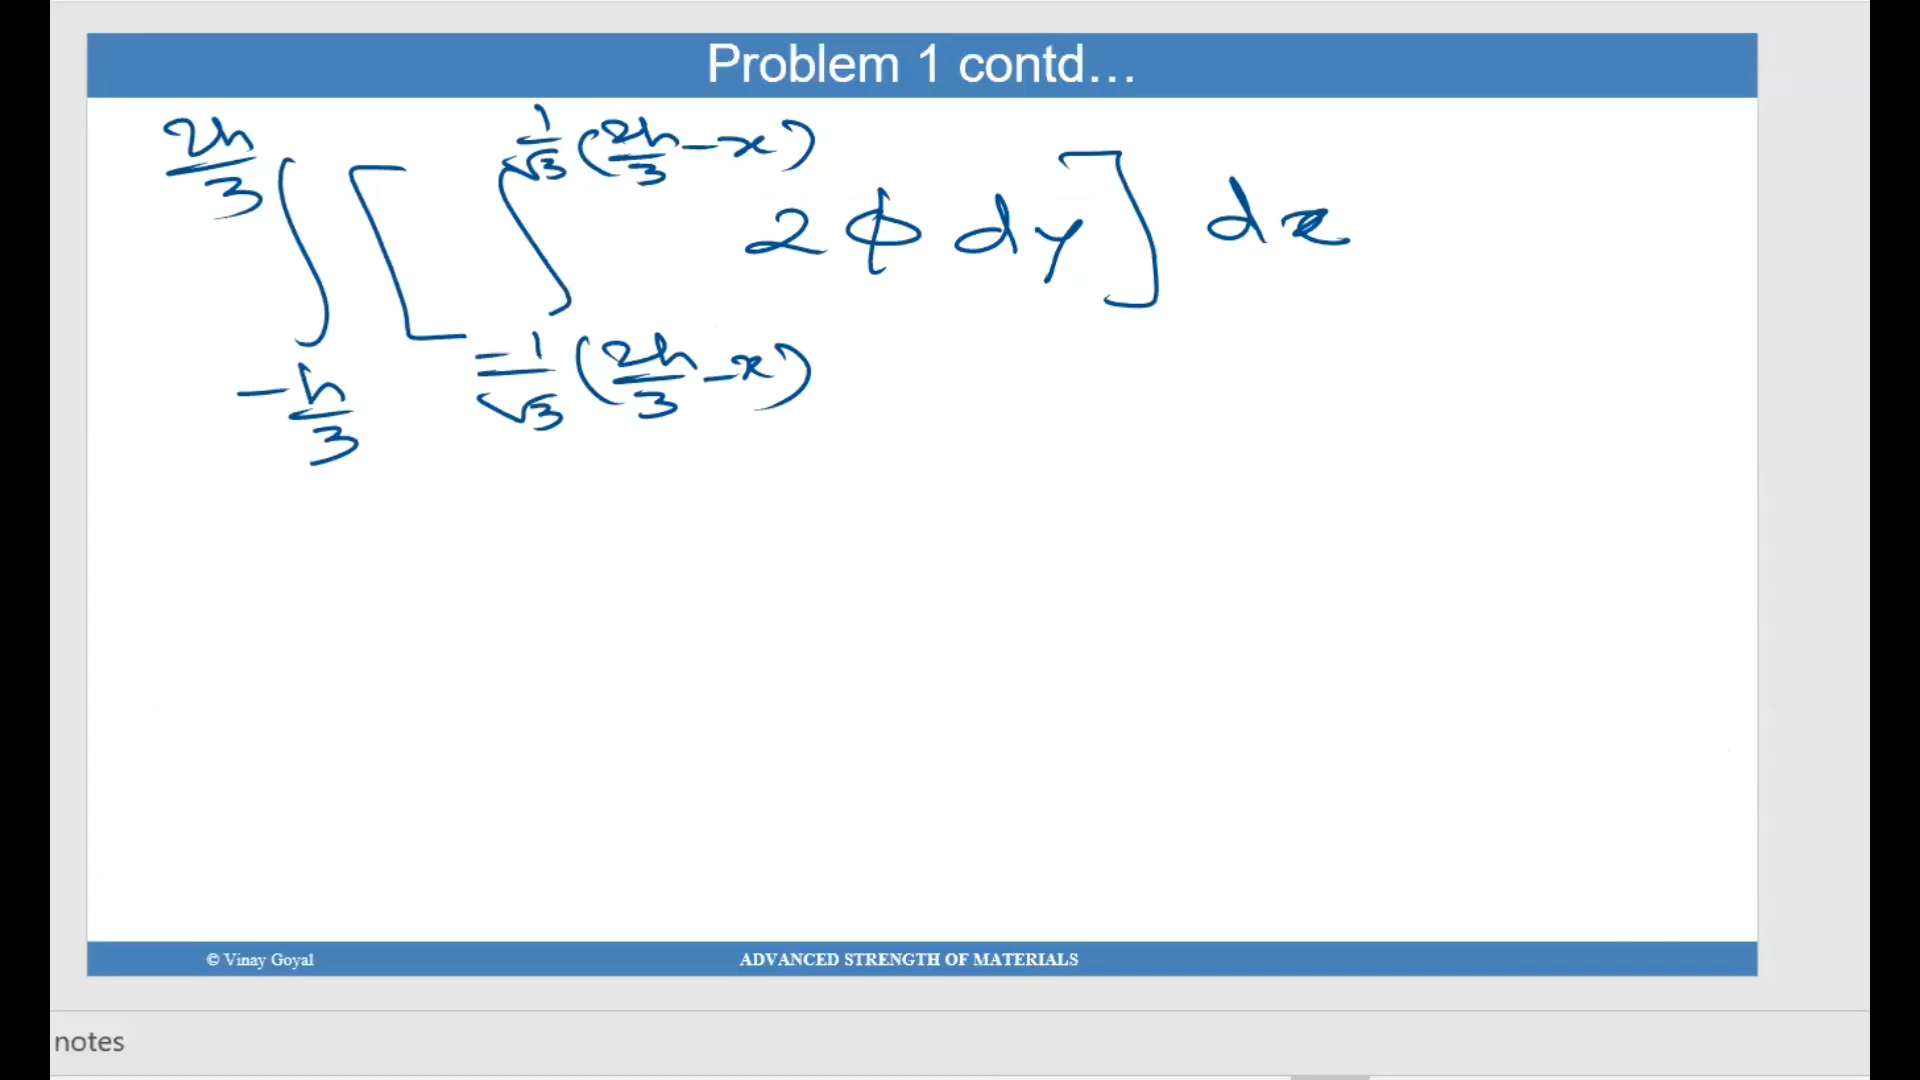 Problem 1 contd...
∫_{-h/3}^{2h/3} [ ∫_{-1/√3 (2h/3 - x)}^{1/√3 (2h/3 - x)} 2 ϕ dy ] dx
© Vinay Goyal ADVANCED STRENGTH OF MATERIALS
notes